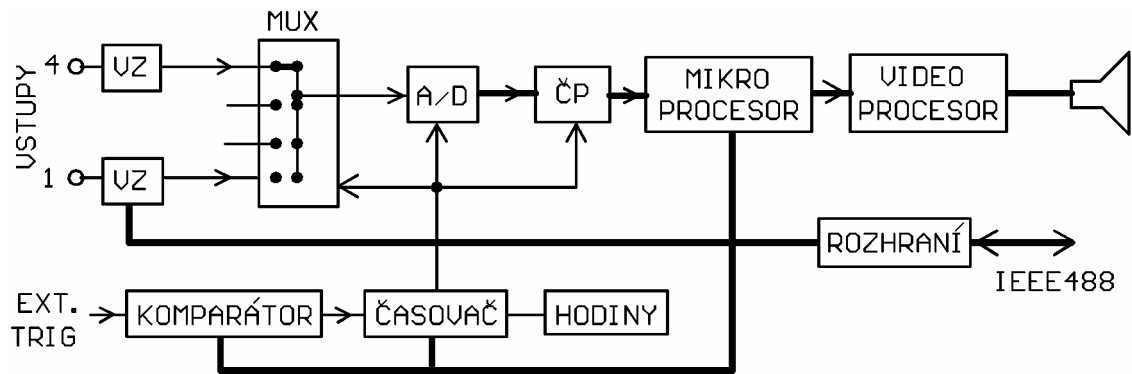 MUX
4
VZ
VSTUPY
1
VZ
A/D
ČP
MIKRO
PROCESOR
VIDEO
PROCESOR
ROZHRANÍ
IEEE488
EXT.
TRIG
KOMPARÁTOR
ČASOVAČ
HODINY